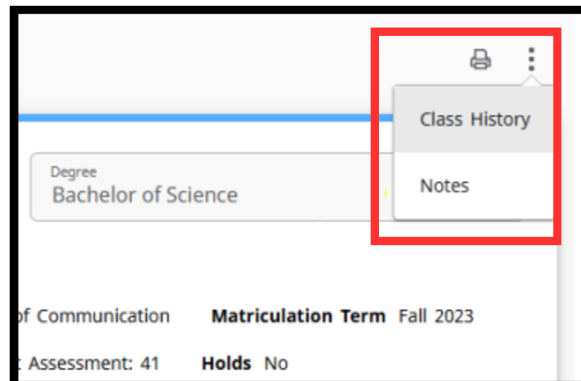 Class History
Degree
Bachelor of Science
Notes
of Communication Matriculation Term Fall 2023
Assessment: 41 Holds No